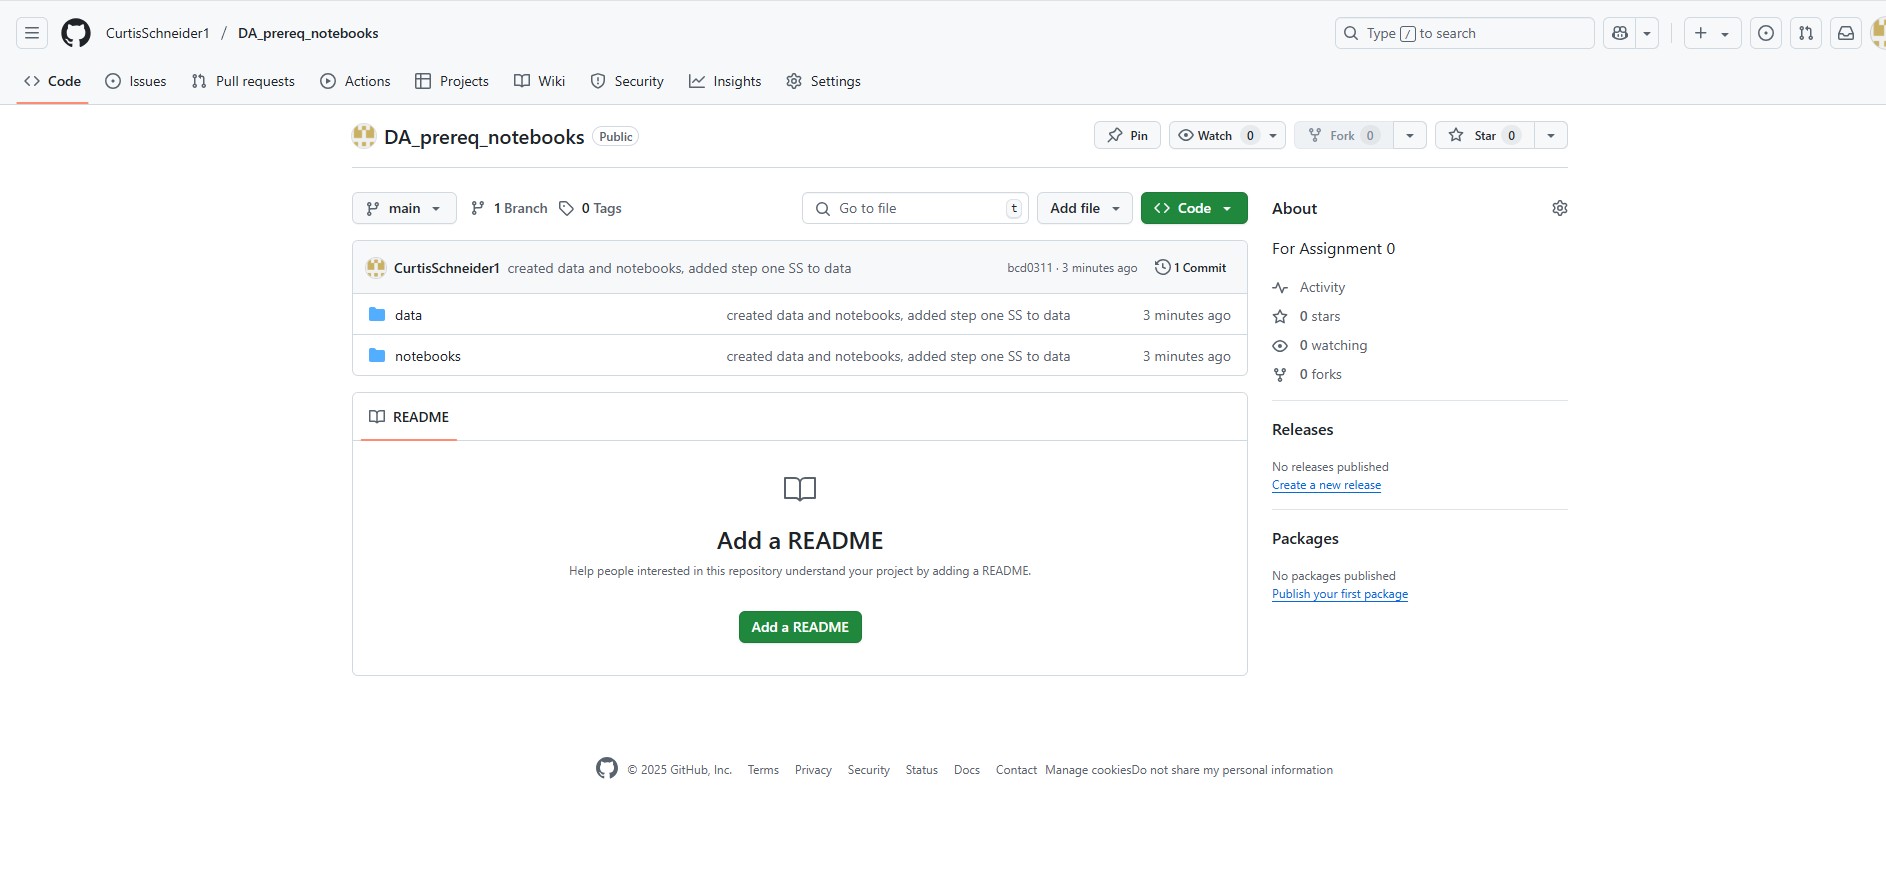 CurtisSchneider1 / DA_prereq_notebooks
Type / to search
Code Issues Pull requests Actions Projects Wiki Security Insights Settings
DA_prereq_notebooks Public
Pin Watch 0 Fork 0 Star 0
main 1 Branch 0 Tags Go to file t Add file Code
CurtisSchneider1 created data and notebooks, added step one SS to data bcd0311 · 3 minutes ago 1 Commit
data created data and notebooks, added step one SS to data 3 minutes ago
notebooks created data and notebooks, added step one SS to data 3 minutes ago
README
Add a README
Help people interested in this repository understand your project by adding a README.
Add a README
About
For Assignment 0
Activity
0 stars
0 watching
0 forks
Releases
No releases published
Create a new release
Packages
No packages published
Publish your first package
© 2025 GitHub, Inc. Terms Privacy Security Status Docs Contact Manage cookiesDo not share my personal information